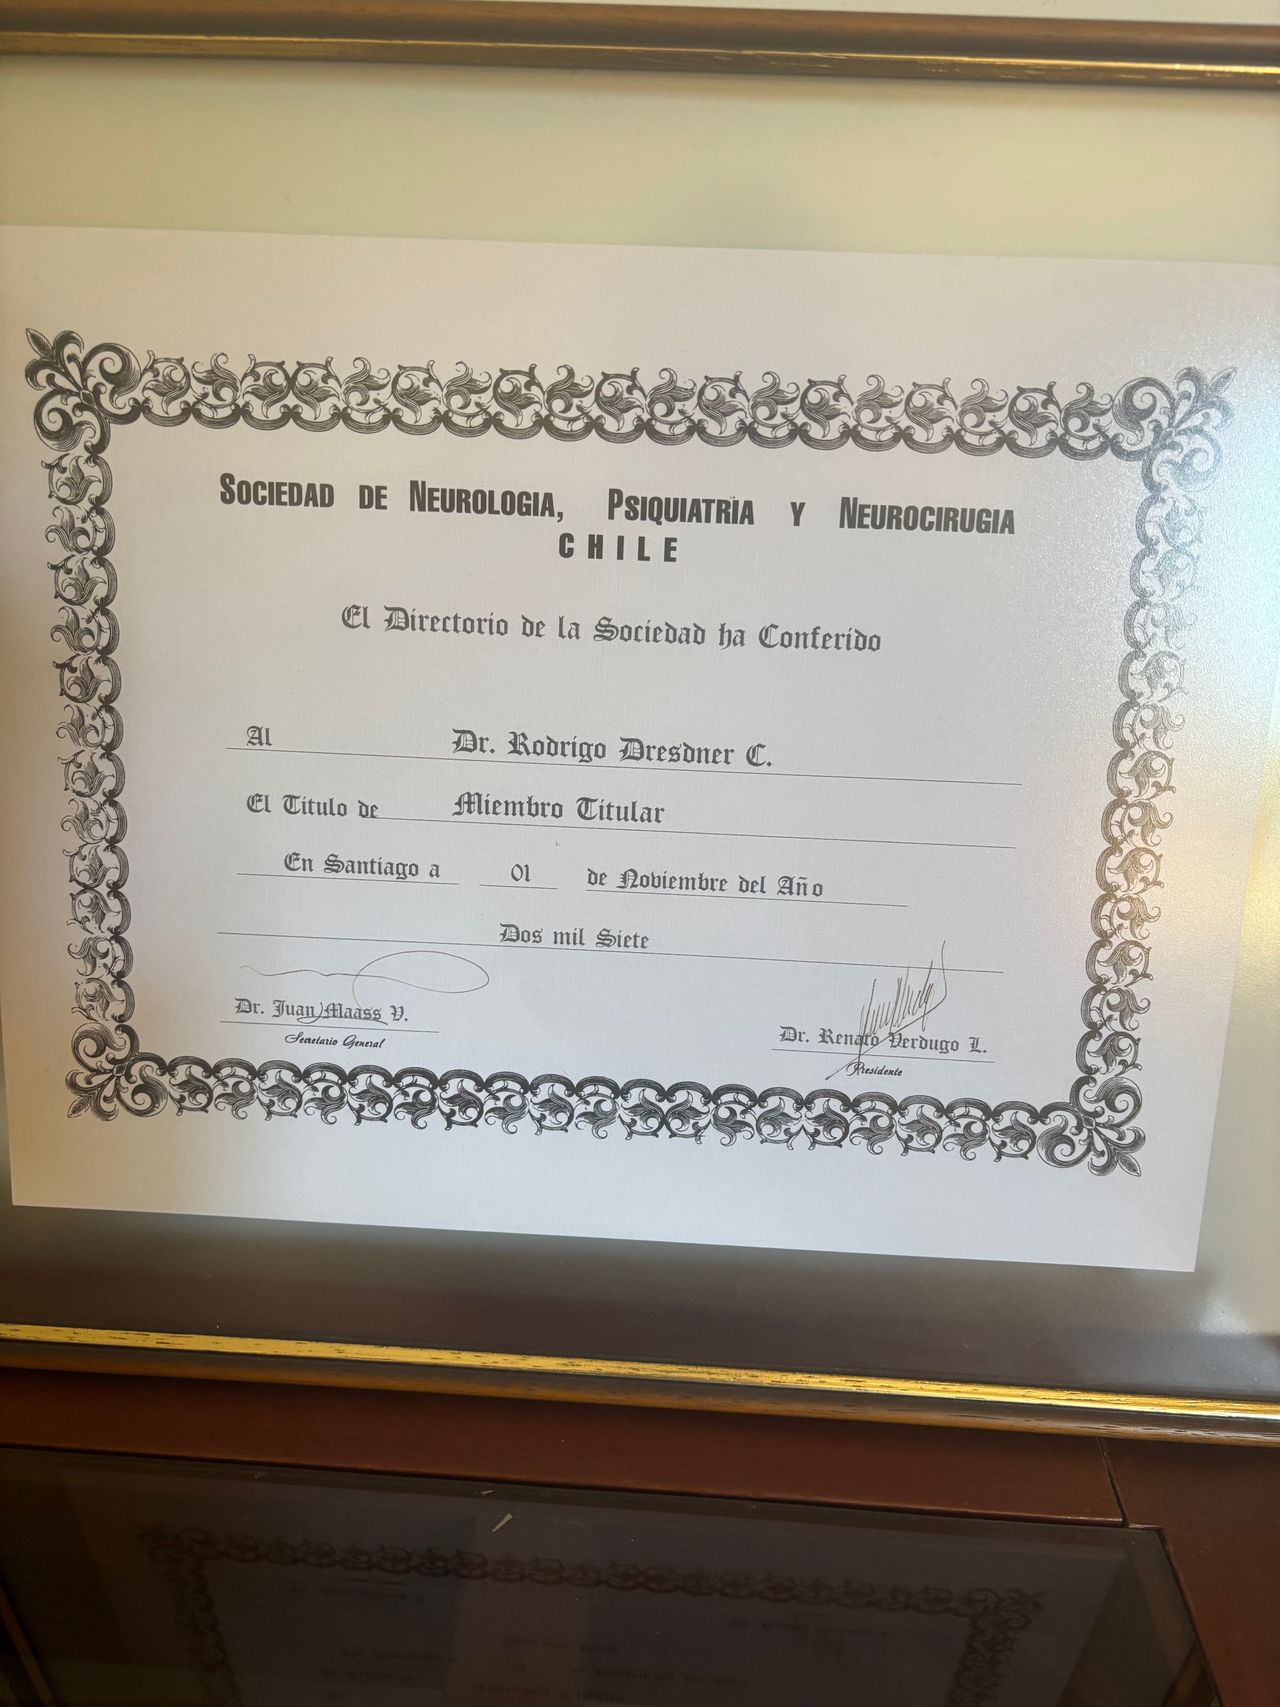 SOCIEDAD DE NEUROLOGIA, PSIQUIATRIA Y NEUROCIRUGIA
CHILE
El Directorio de la Sociedad ha Conferido
Al Dr. Rodrigo Dresdner C.
El Titulo de Miembro Titular
En Santiago a 01 de Noviembre del Año
Dos mil Siete
Dr. Juan Maass V.
Secretario General
Dr. Renato Verdugo L.
Presidente